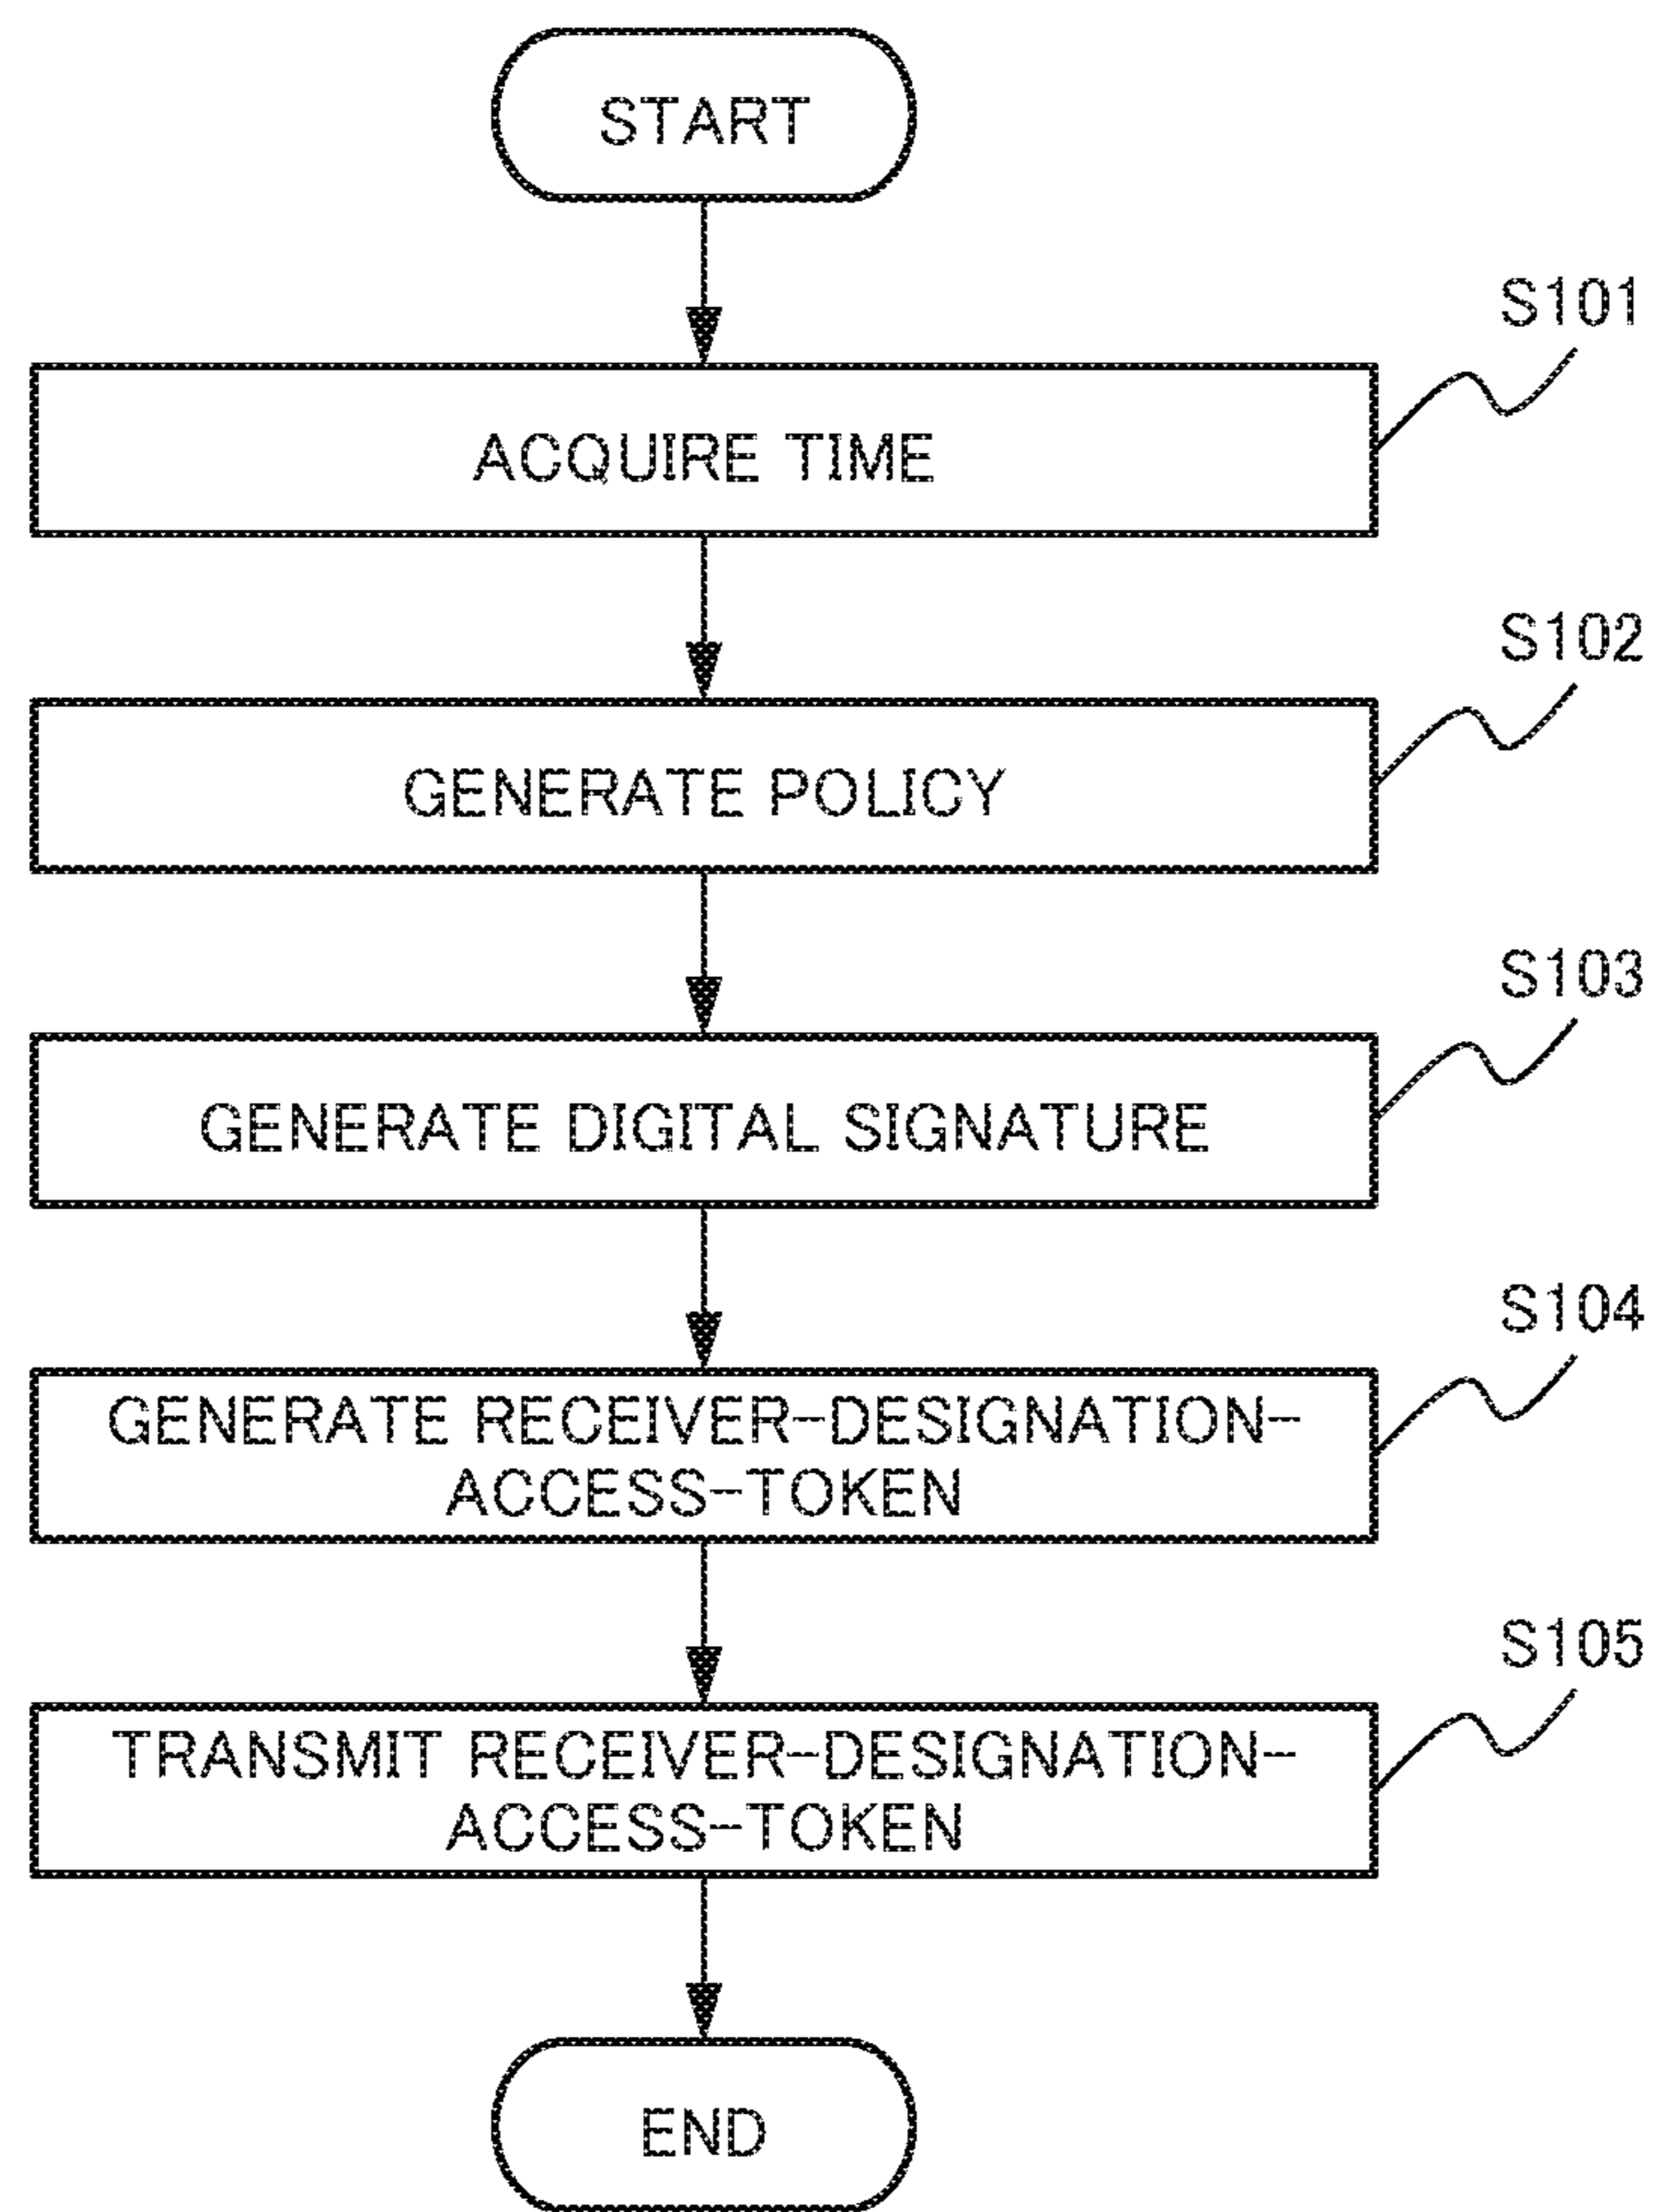 START
S101
ACQUIRE TIME
S102
GENERATE POLICY
S103
GENERATE DIGITAL SIGNATURE
S104
GENERATE RECEIVER-DESIGNATION-
ACCESS-TOKEN
S105
TRANSMIT RECEIVER-DESIGNATION-
ACCESS-TOKEN
END